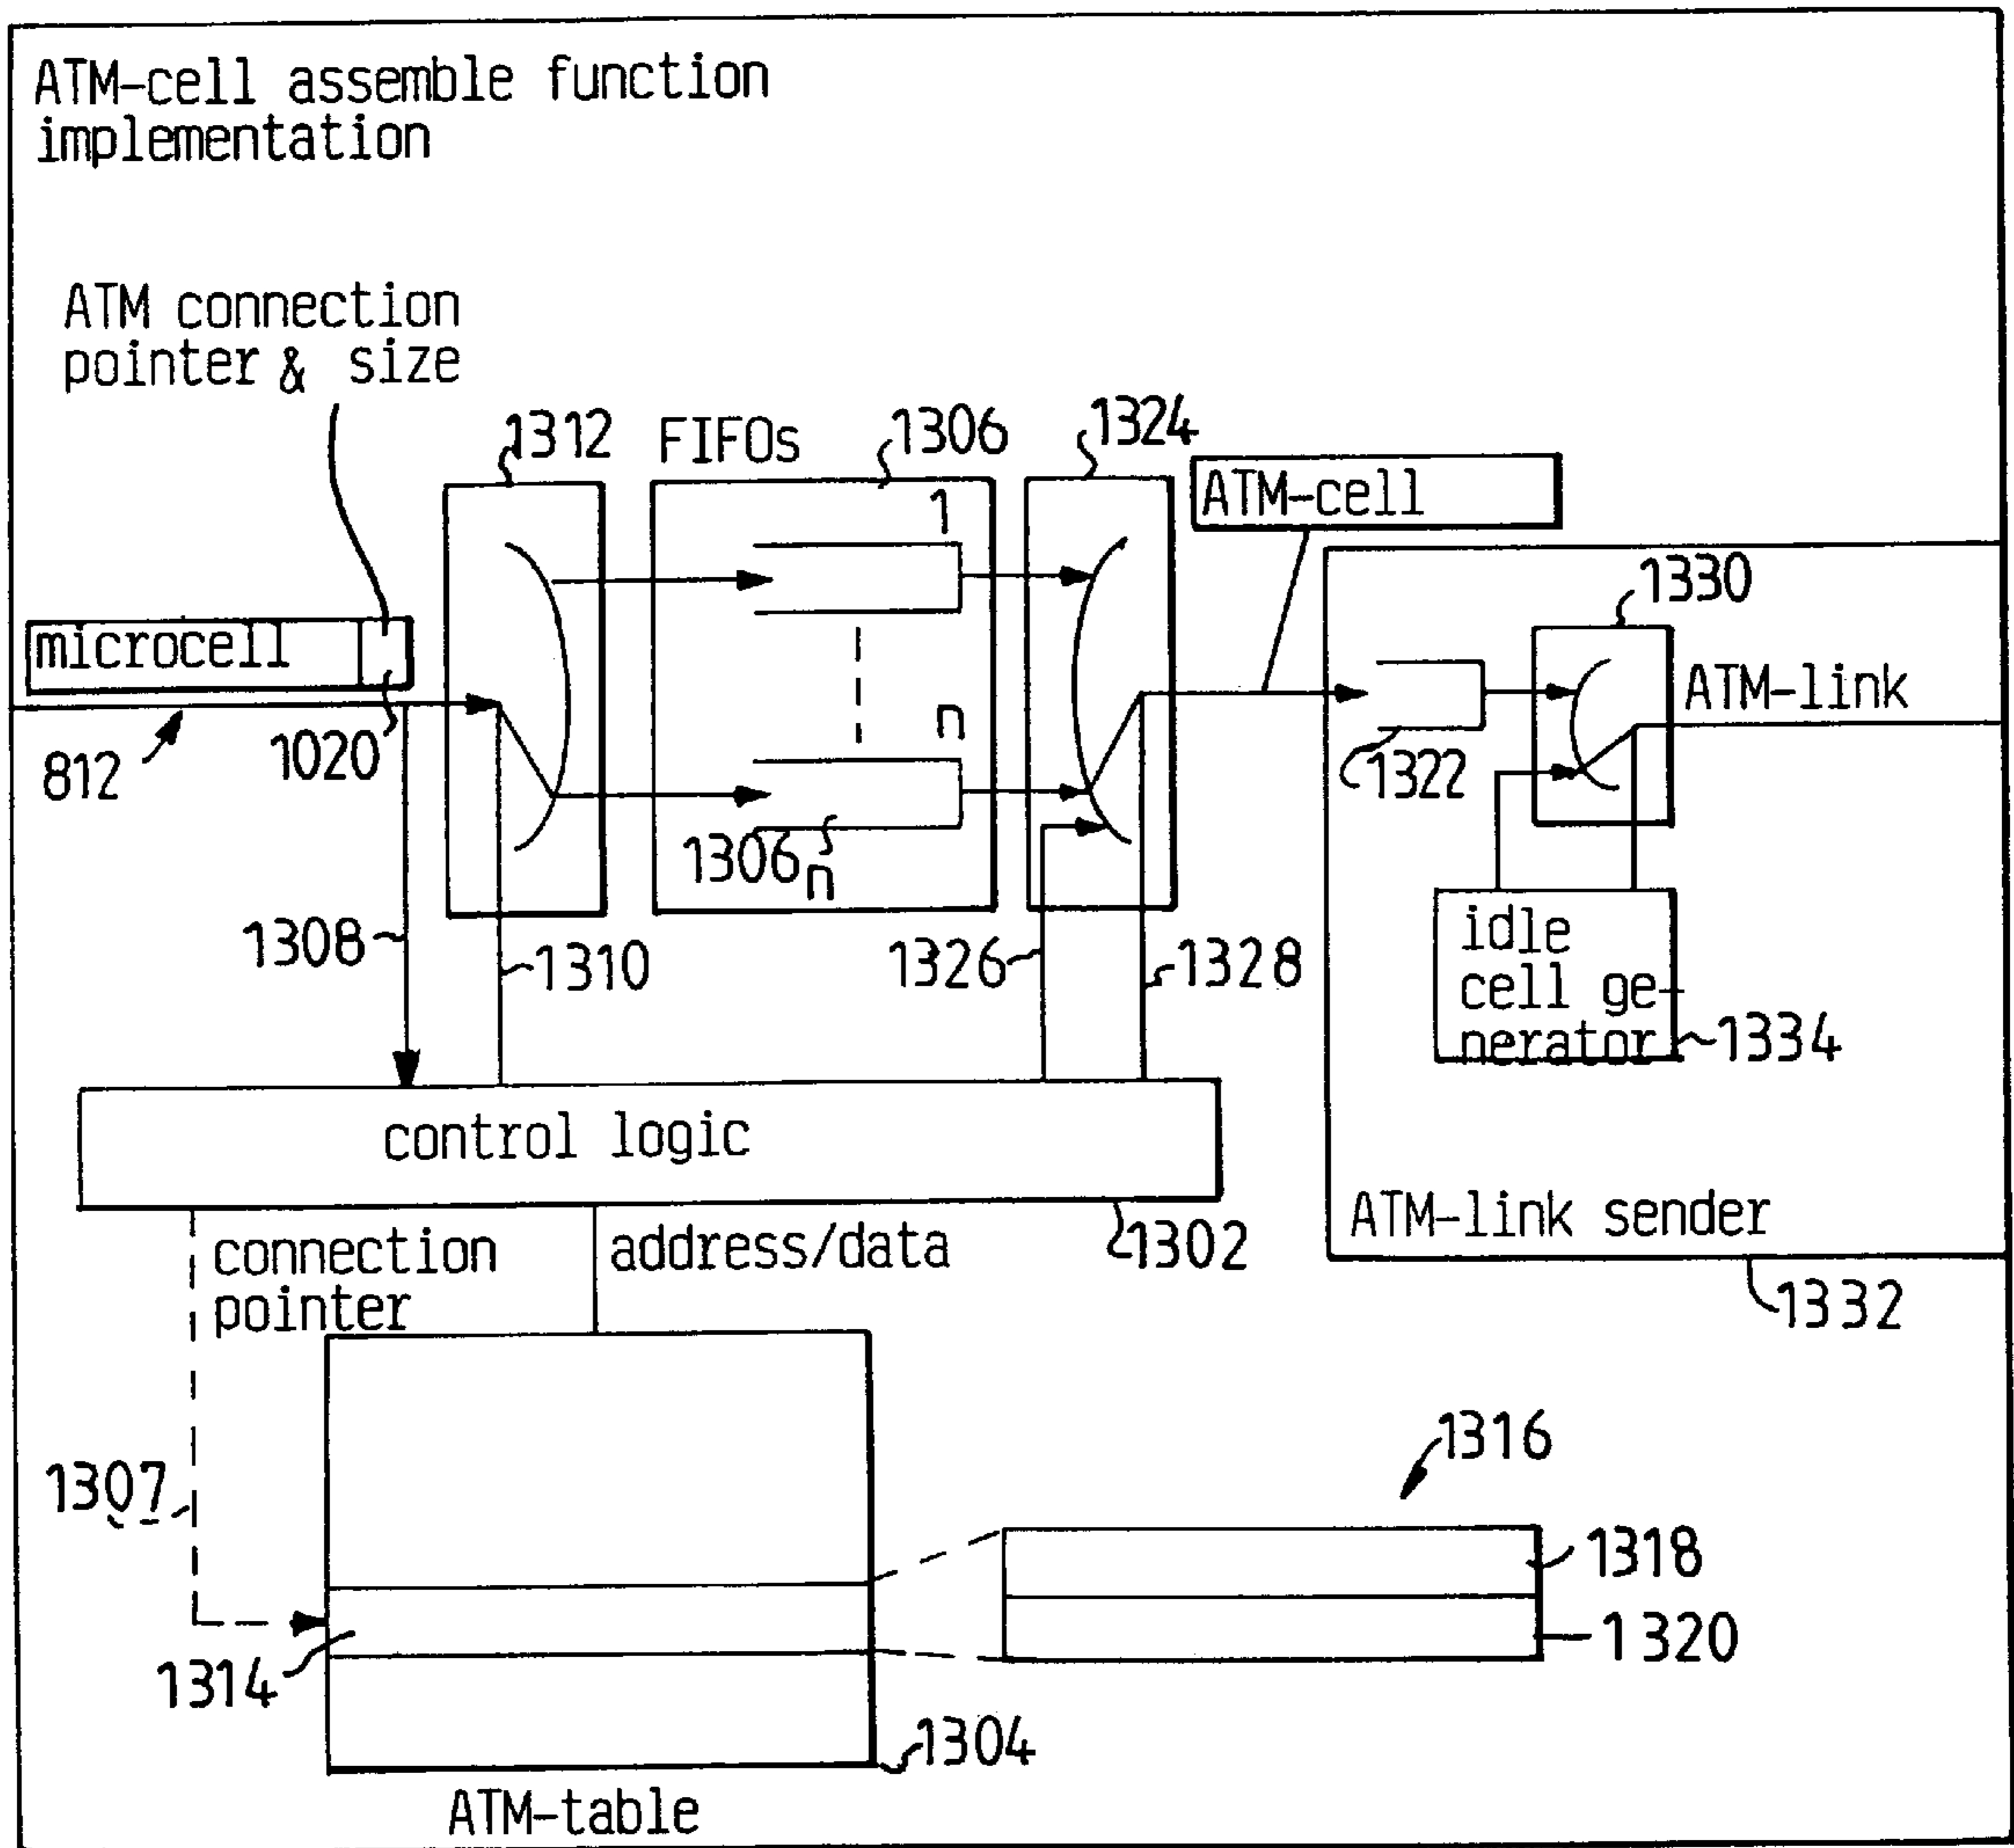 ATM-cell assemble function
implementation
ATM connection
pointer & size
1312
FIFOs
1306
1324
ATM-cell
1
1330
microcell
n
ATM-link
812
1020
1322
1306n
idle
cell ge-
nerator
1308
1310
1326
1328
1334
control logic
ATM-link sender
connection
pointer
address/data
1302
1332
1307
1316
1318
1320
1314
1304
ATM-table